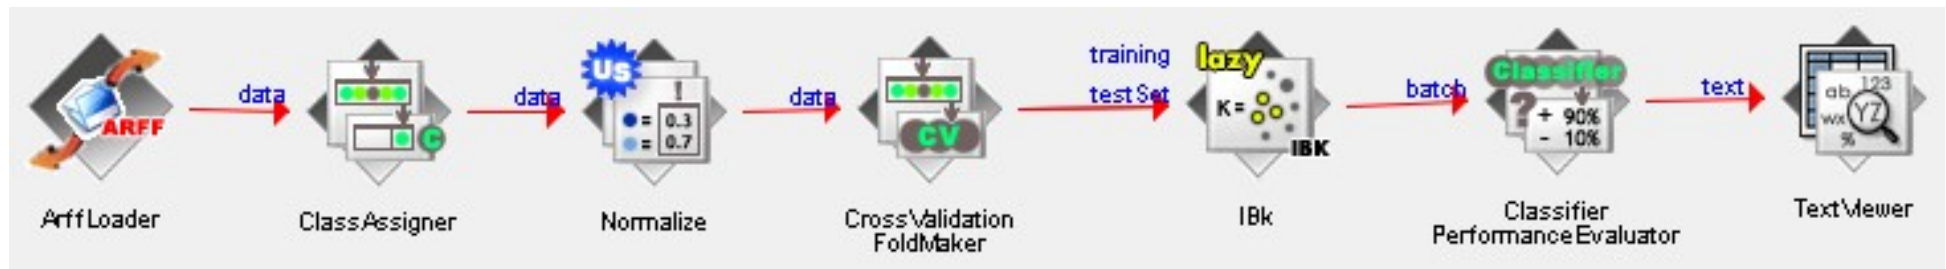 ARFF
ArffLoader
data
C
ClassAssigner
data
Us
!
= 0.3
= 0.7
Normalize
data
CV
CrossValidation
FoldMaker
training
testSet
lazy
K=
IBK
IBk
batch
Classifier
?
+ 90%
- 10%
Classifier
PerformanceEvaluator
text
ab 123
wx YZ
%
TextViewer